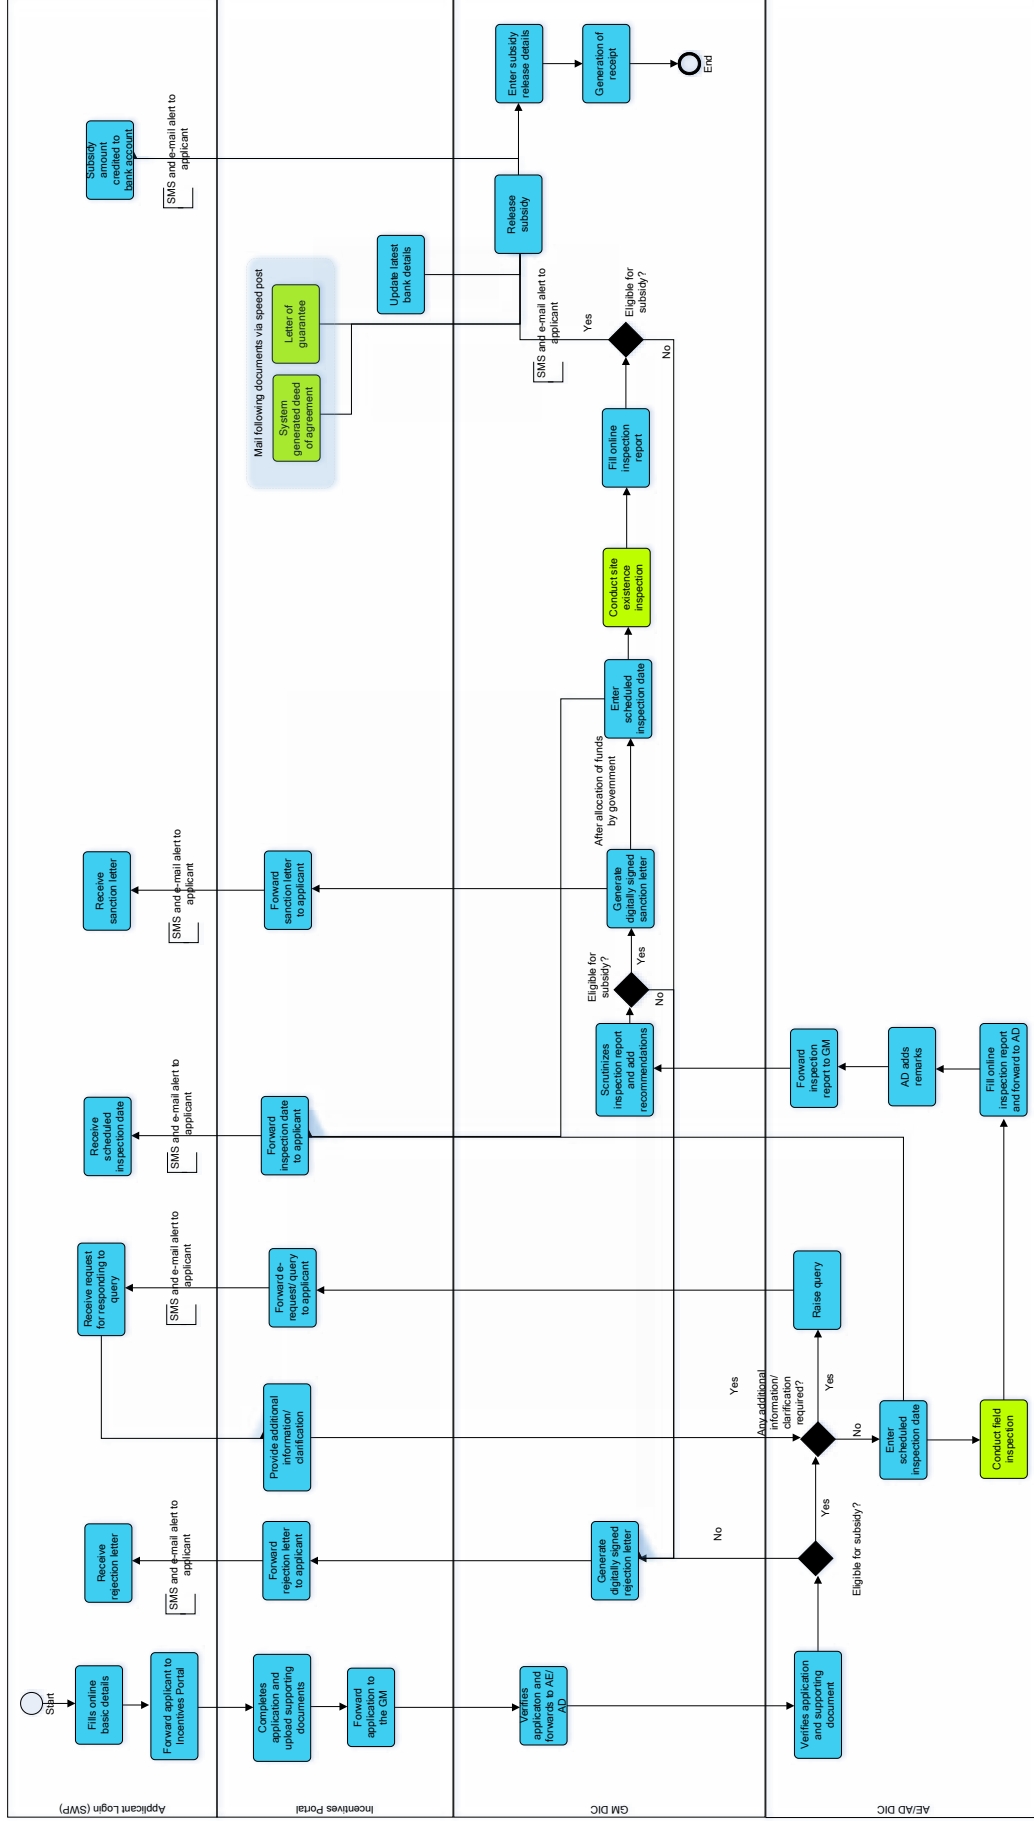 Applicant Login (SWP)
Start
Fills online
basic details
Forward applicant to
Incentives Portal
Receive
rejection letter
SMS and e-mail alert to
applicant
Receive request
for responding to
query
SMS and e-mail alert to
applicant
Receive
scheduled
inspection date
SMS and e-mail alert to
applicant
Receive
sanction letter
SMS and e-mail alert to
applicant
Subsidy
amount
credited to
bank account
SMS and e-mail alert to
applicant
Incentives Portal
Completes
application and
upload supporting
documents
Forward
application to
the GM
Forward
rejection letter
to applicant
Provide additional
information/
clarification
Forward e-
request/ query
to applicant
Forward
inspection date
to applicant
Forward
sanction letter
to applicant
Mail following documents via speed post
System
generated deed
of agreement
Letter of
guarantee
Update latest
bank details
GM DIC
Verifies
applicaton and
forwards to AE/
AD
Generate
digitally signed
rejection letter
No
Yes
Scrutinizes
inspection report
and add
recommendations
Eligible for
subsidy?
Yes
No
Generate
digitally signed
sanction letter
After allocation of funds
by government
Enter
scheduled
inspection date
Conduct site
existence
inspection
Fill online
inspection
report
Eligible for
subsidy?
Yes
No
SMS and e-mail alert to
applicant
Release
subsidy
Enter subsidy
release details
Generation of
receipt
End
AE/AD DIC
Verifies application
and supporting
document
Eligible for subsidy?
Yes
Any additional
information/
clarification
required?
Yes
No
Raise query
Enter
scheduled
inspection date
Conduct field
inspection
Fill online
inspection report
and forward to AD
AD adds
remarks
Forward
inspection
report to GM